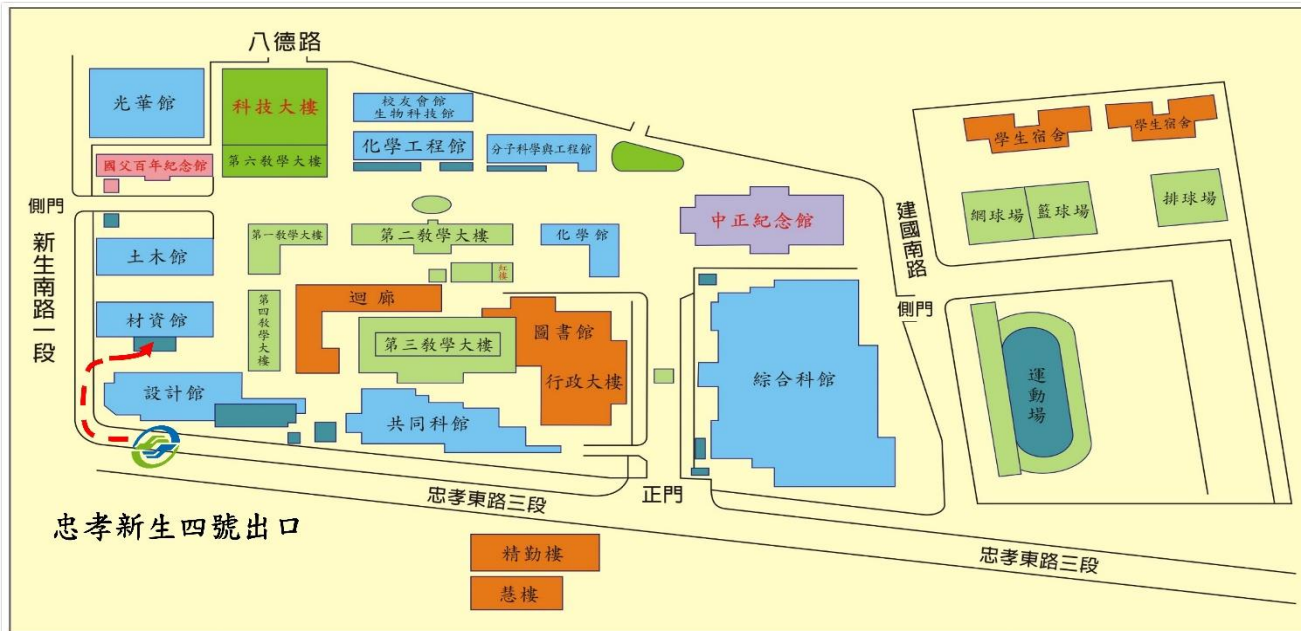 八德路
光華館
科技大樓
校友會館
生物科技館
化學工程館
分子科學與工程館
第六教學大樓
國父百年紀念館
學生宿舍
學生宿舍
側門
新生南路一段
土木館
第一教學大樓
第二教學大樓
化學館
中正紀念館
建國南路
網球場
籃球場
排球場
紅樓
材資館
第四教學大樓
迴廊
第三教學大樓
圖書館
行政大樓
側門
綜合科館
運動場
設計館
共同科館
忠孝東路三段
正門
忠孝新生四號出口
精勤樓
慧樓
忠孝東路三段